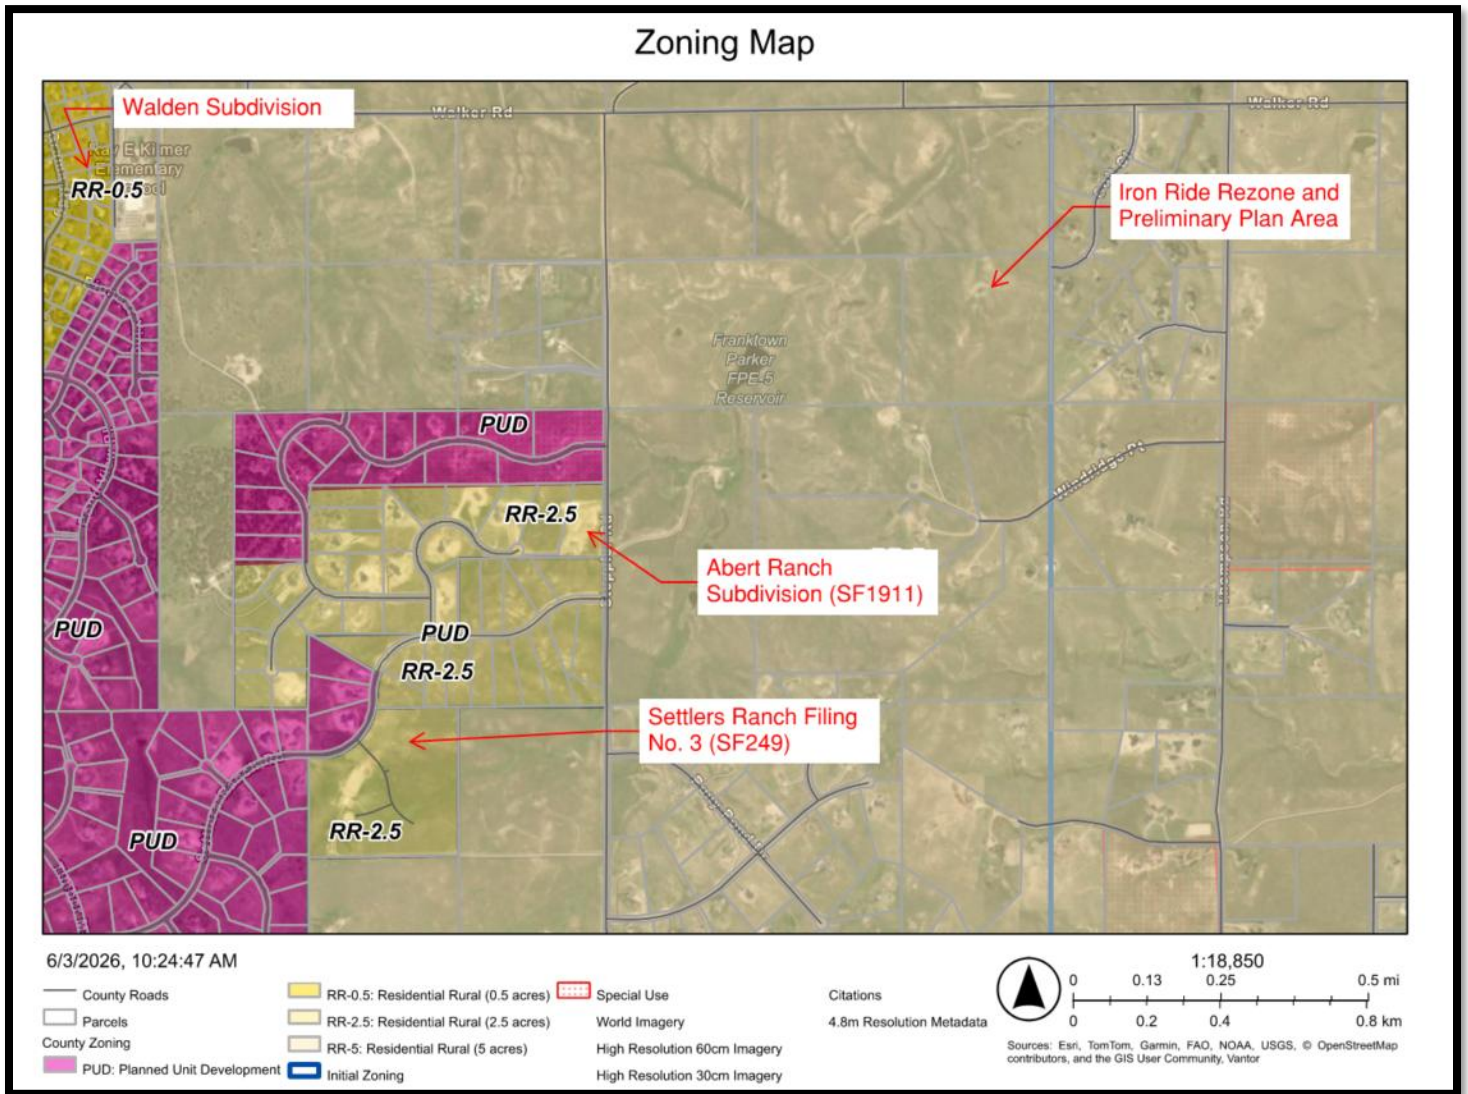 Zoning Map
Walden Subdivision
Walker Rd
Walker Rd
Ray E Kilmer
Elementary
School
RR-0.5
Iron Ride Rezone and
Preliminary Plan Area
Franktown
Parker
FPE-5
Reservoir
PUD
Windridge Pt
RR-2.5
Abert Ranch
Subdivision (SF1911)
PUD
PUD
RR-2.5
Settlers Ranch Filing
No. 3 (SF249)
RR-2.5
PUD
6/3/2026, 10:24:47 AM
County Roads
Parcels
County Zoning
PUD: Planned Unit Development
RR-0.5: Residential Rural (0.5 acres)
RR-2.5: Residential Rural (2.5 acres)
RR-5: Residential Rural (5 acres)
Initial Zoning
Special Use
World Imagery
High Resolution 60cm Imagery
High Resolution 30cm Imagery
Citations
4.8m Resolution Metadata
1:18,850
0 0.13 0.25 0.5 mi
0 0.2 0.4 0.8 km
Sources: Esri, TomTom, Garmin, FAO, NOAA, USGS, © OpenStreetMap
contributors, and the GIS User Community, Vantor